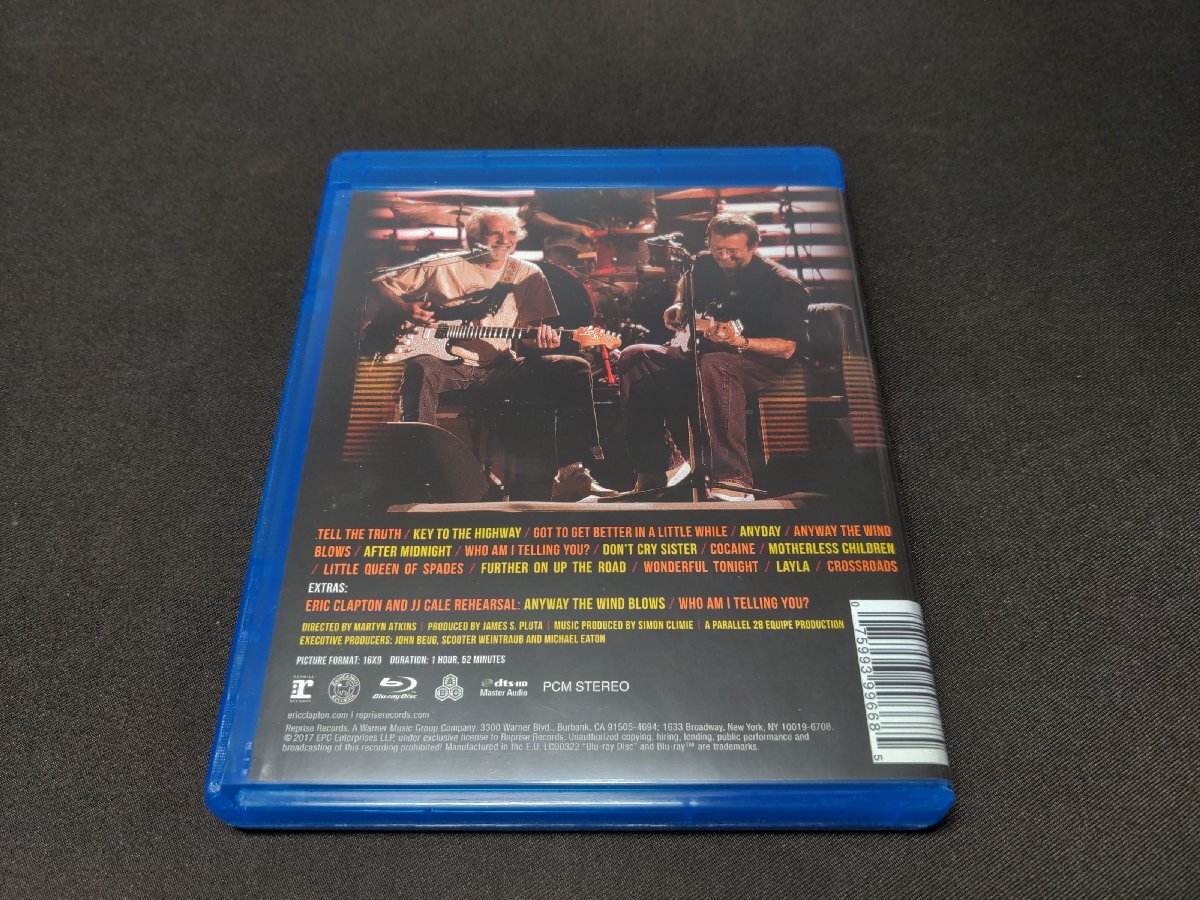 TELL THE TRUTH / KEY TO THE HIGHWAY / GOT TO GET BETTER IN A LITTLE WHILE / ANYDAY / ANYWAY THE WIND
BLOWS / AFTER MIDNIGHT / WHO AM I TELLING YOU? / DON'T CRY SISTER / COCAINE / MOTHERLESS CHILDREN
/ LITTLE QUEEN OF SPADES / FURTHER ON UP THE ROAD / WONDERFUL TONIGHT / LAYLA / CROSSROADS
EXTRAS:
ERIC CLAPTON AND JJ CALE REHEARSAL: ANYWAY THE WIND BLOWS / WHO AM I TELLING YOU?
DIRECTED BY MARTYN ATKINS | PRODUCED BY JAMES S. PLUTA | MUSIC PRODUCED BY SIMON CLIMIE | A PARALLEL 28 EQUIPE PRODUCTION
EXECUTIVE PRODUCERS: JOHN BEUG, SCOOTER WEINTRAUB AND MICHAEL EATON
PICTURE FORMAT: 16X9 DURATION: 1 HOUR, 52 MINUTES
REPRISE
r
RECORDS
Blu-ray Disc
ABC
dts-HD
Master Audio
PCM STEREO
ericclapton.com | repriserecords.com
Reprise Records. A Warner Music Group Company. 3300 Warner Blvd., Burbank, CA 91505-4694; 1633 Broadway, New York, NY 10019-6708.
© 2017 EPC Enterprises LLP, under exclusive license to Reprise Records. Unauthorized copying, hiring, lending, public performance and
broadcasting of this recording prohibited! Manufactured in the E.U. LC00322 "Blu-ray Disc" and Blu-ray™ are trademarks.
0 75993 99668 5